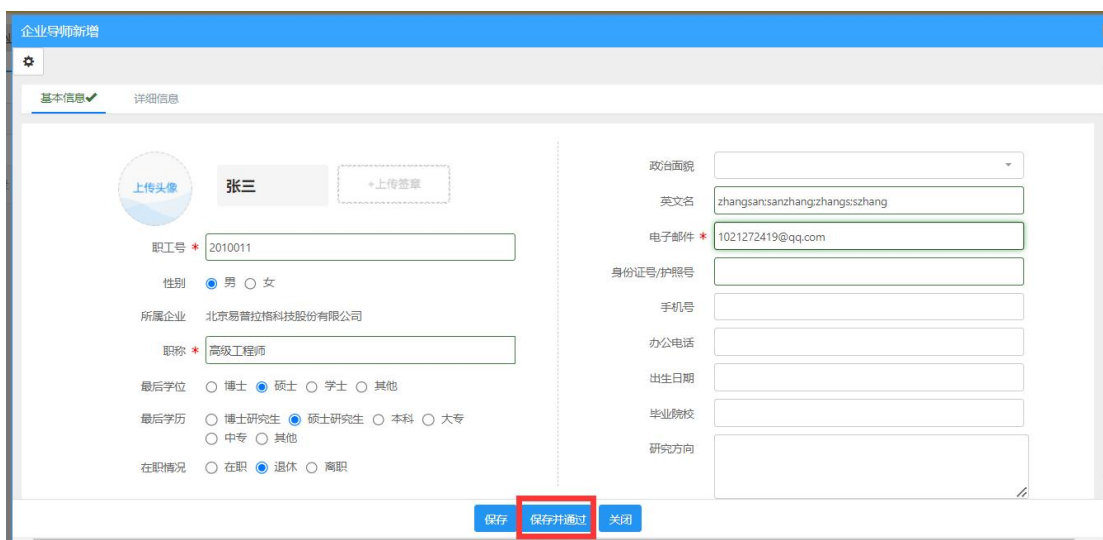 企业导师新增
基本信息✔ 详细信息
上传头像
张三
+上传签章
职工号 * 2010011
性别 男 女
所属企业 北京易普拉格科技股份有限公司
职称 * 高级工程师
最后学位 博士 硕士 学士 其他
最后学历 博士研究生 硕士研究生 本科 大专
中专 其他
在职情况 在职 退休 离职
政治面貌
英文名 zhangsan;sanzhang;zhangs;szhang
电子邮件 * 1021272419@qq.com
身份证号/护照号
手机号
办公电话
出生日期
毕业院校
研究方向
保存 保存并通过 关闭